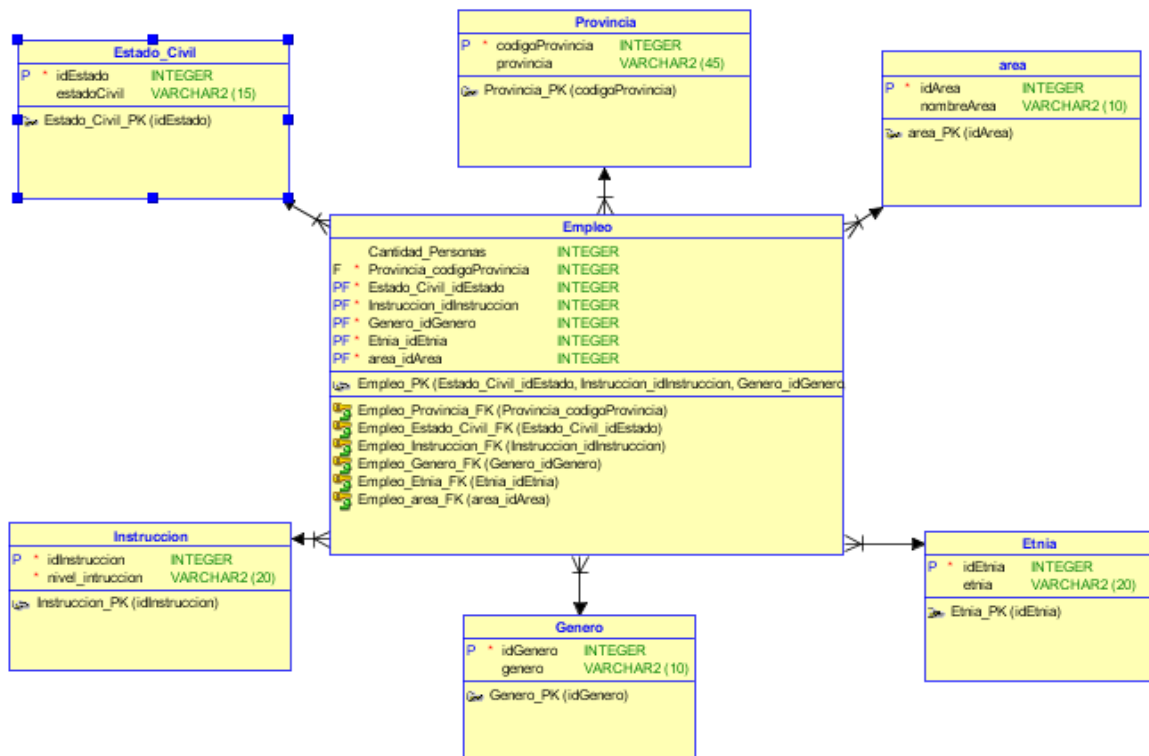 Estado_Civil
P * idEstado INTEGER
estadoCivil VARCHAR2 (15)
Estado_Civil_PK (idEstado)
Provincia
P * codigoProvincia INTEGER
provincia VARCHAR2 (45)
Provincia_PK (codigoProvincia)
area
P * idArea INTEGER
nombreArea VARCHAR2 (10)
area_PK (idArea)
Empleo
Cantidad_Personas INTEGER
F * Provincia_codigoProvincia INTEGER
PF * Estado_Civil_idEstado INTEGER
PF * Instruccion_idInstruccion INTEGER
PF * Genero_idGenero INTEGER
PF * Etnia_idEtnia INTEGER
PF * area_idArea INTEGER
Empleo_PK (Estado_Civil_idEstado, Instruccion_idInstruccion, Genero_idGenero
Empleo_Provincia_FK (Provincia_codigoProvincia)
Empleo_Estado_Civil_FK (Estado_Civil_idEstado)
Empleo_Instruccion_FK (Instruccion_idInstruccion)
Empleo_Genero_FK (Genero_idGenero)
Empleo_Etnia_FK (Etnia_idEtnia)
Empleo_area_FK (area_idArea)
Instruccion
P * idInstruccion INTEGER
* nivel_intruccion VARCHAR2 (20)
Instruccion_PK (idInstruccion)
Genero
P * idGenero INTEGER
genero VARCHAR2 (10)
Genero_PK (idGenero)
Etnia
P * idEtnia INTEGER
etnia VARCHAR2 (20)
Etnia_PK (idEtnia)